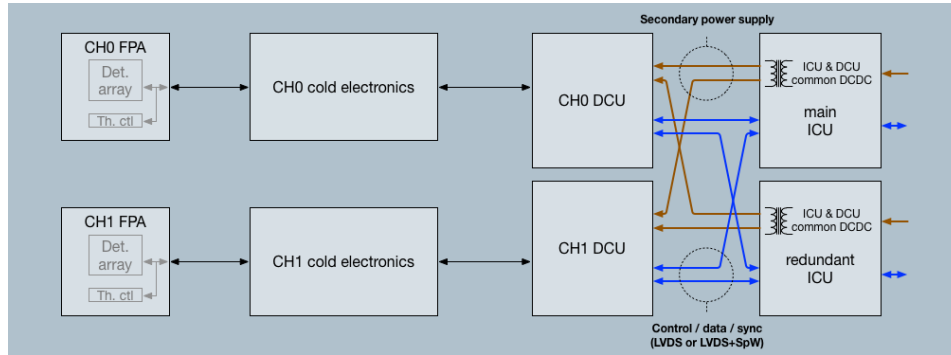 Secondary power supply
CH0 FPA
Det.
array
Th. ctl
CH0 cold electronics
CH0 DCU
ICU & DCU
common DCDC
main
ICU
CH1 FPA
Det.
array
Th. ctl
CH1 cold electronics
CH1 DCU
ICU & DCU
common DCDC
redundant
ICU
Control / data / sync
(LVDS or LVDS+SpW)